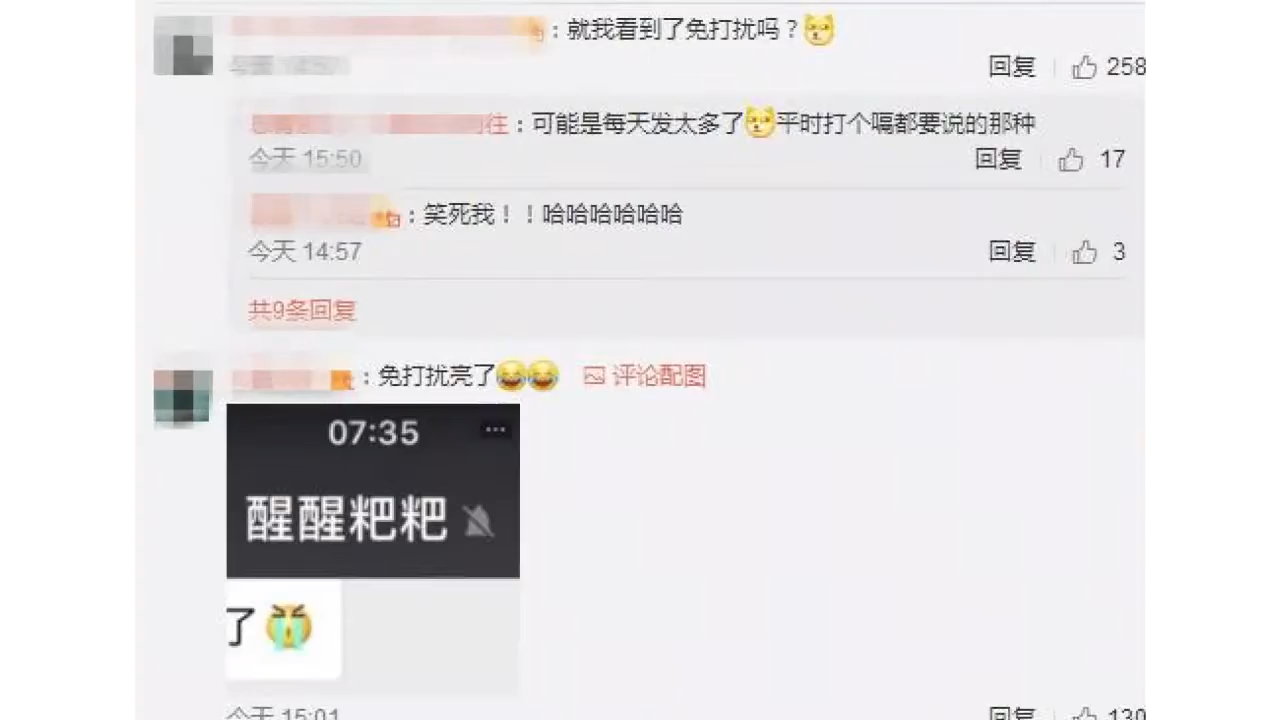 ：就我看到了免打扰吗？
回复 258
往：可能是每天发太多了平时打个嗝都要说的那种
今天 15:50 回复 17
：笑死我！！哈哈哈哈哈哈
今天 14:57 回复 3
共9条回复
：免打扰亮了 评论配图
07:35
醒醒粑粑
了
今天 15:01 回复 130